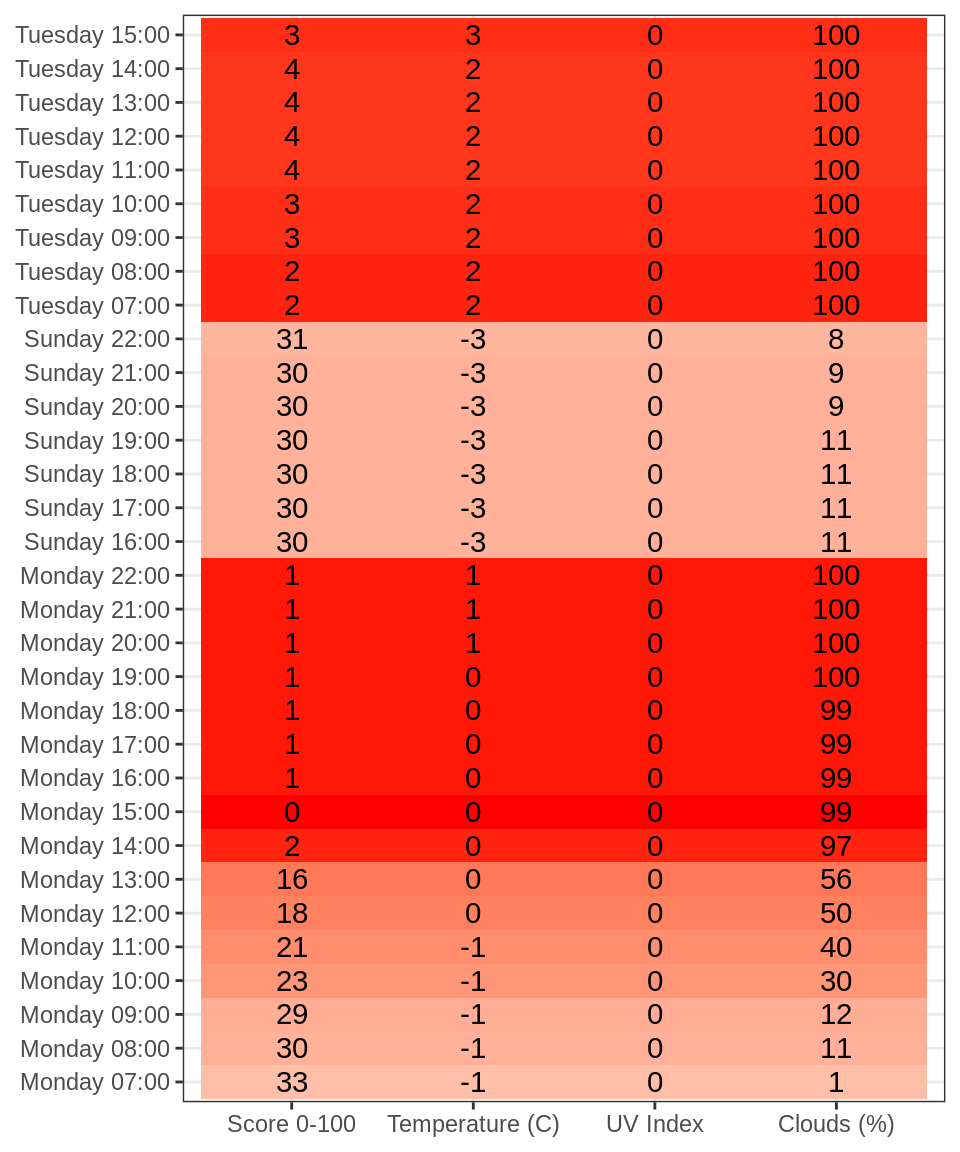 Tuesday 15:00 3 3 0 100
Tuesday 14:00 4 2 0 100
Tuesday 13:00 4 2 0 100
Tuesday 12:00 4 2 0 100
Tuesday 11:00 4 2 0 100
Tuesday 10:00 3 2 0 100
Tuesday 09:00 3 2 0 100
Tuesday 08:00 2 2 0 100
Tuesday 07:00 2 2 0 100
Sunday 22:00 31 -3 0 8
Sunday 21:00 30 -3 0 9
Sunday 20:00 30 -3 0 9
Sunday 19:00 30 -3 0 11
Sunday 18:00 30 -3 0 11
Sunday 17:00 30 -3 0 11
Sunday 16:00 30 -3 0 11
Monday 22:00 1 1 0 100
Monday 21:00 1 1 0 100
Monday 20:00 1 1 0 100
Monday 19:00 1 0 0 100
Monday 18:00 1 0 0 99
Monday 17:00 1 0 0 99
Monday 16:00 1 0 0 99
Monday 15:00 0 0 0 99
Monday 14:00 2 0 0 97
Monday 13:00 16 0 0 56
Monday 12:00 18 0 0 50
Monday 11:00 21 -1 0 40
Monday 10:00 23 -1 0 30
Monday 09:00 29 -1 0 12
Monday 08:00 30 -1 0 11
Monday 07:00 33 -1 0 1
Score 0-100 Temperature (C) UV Index Clouds (%)